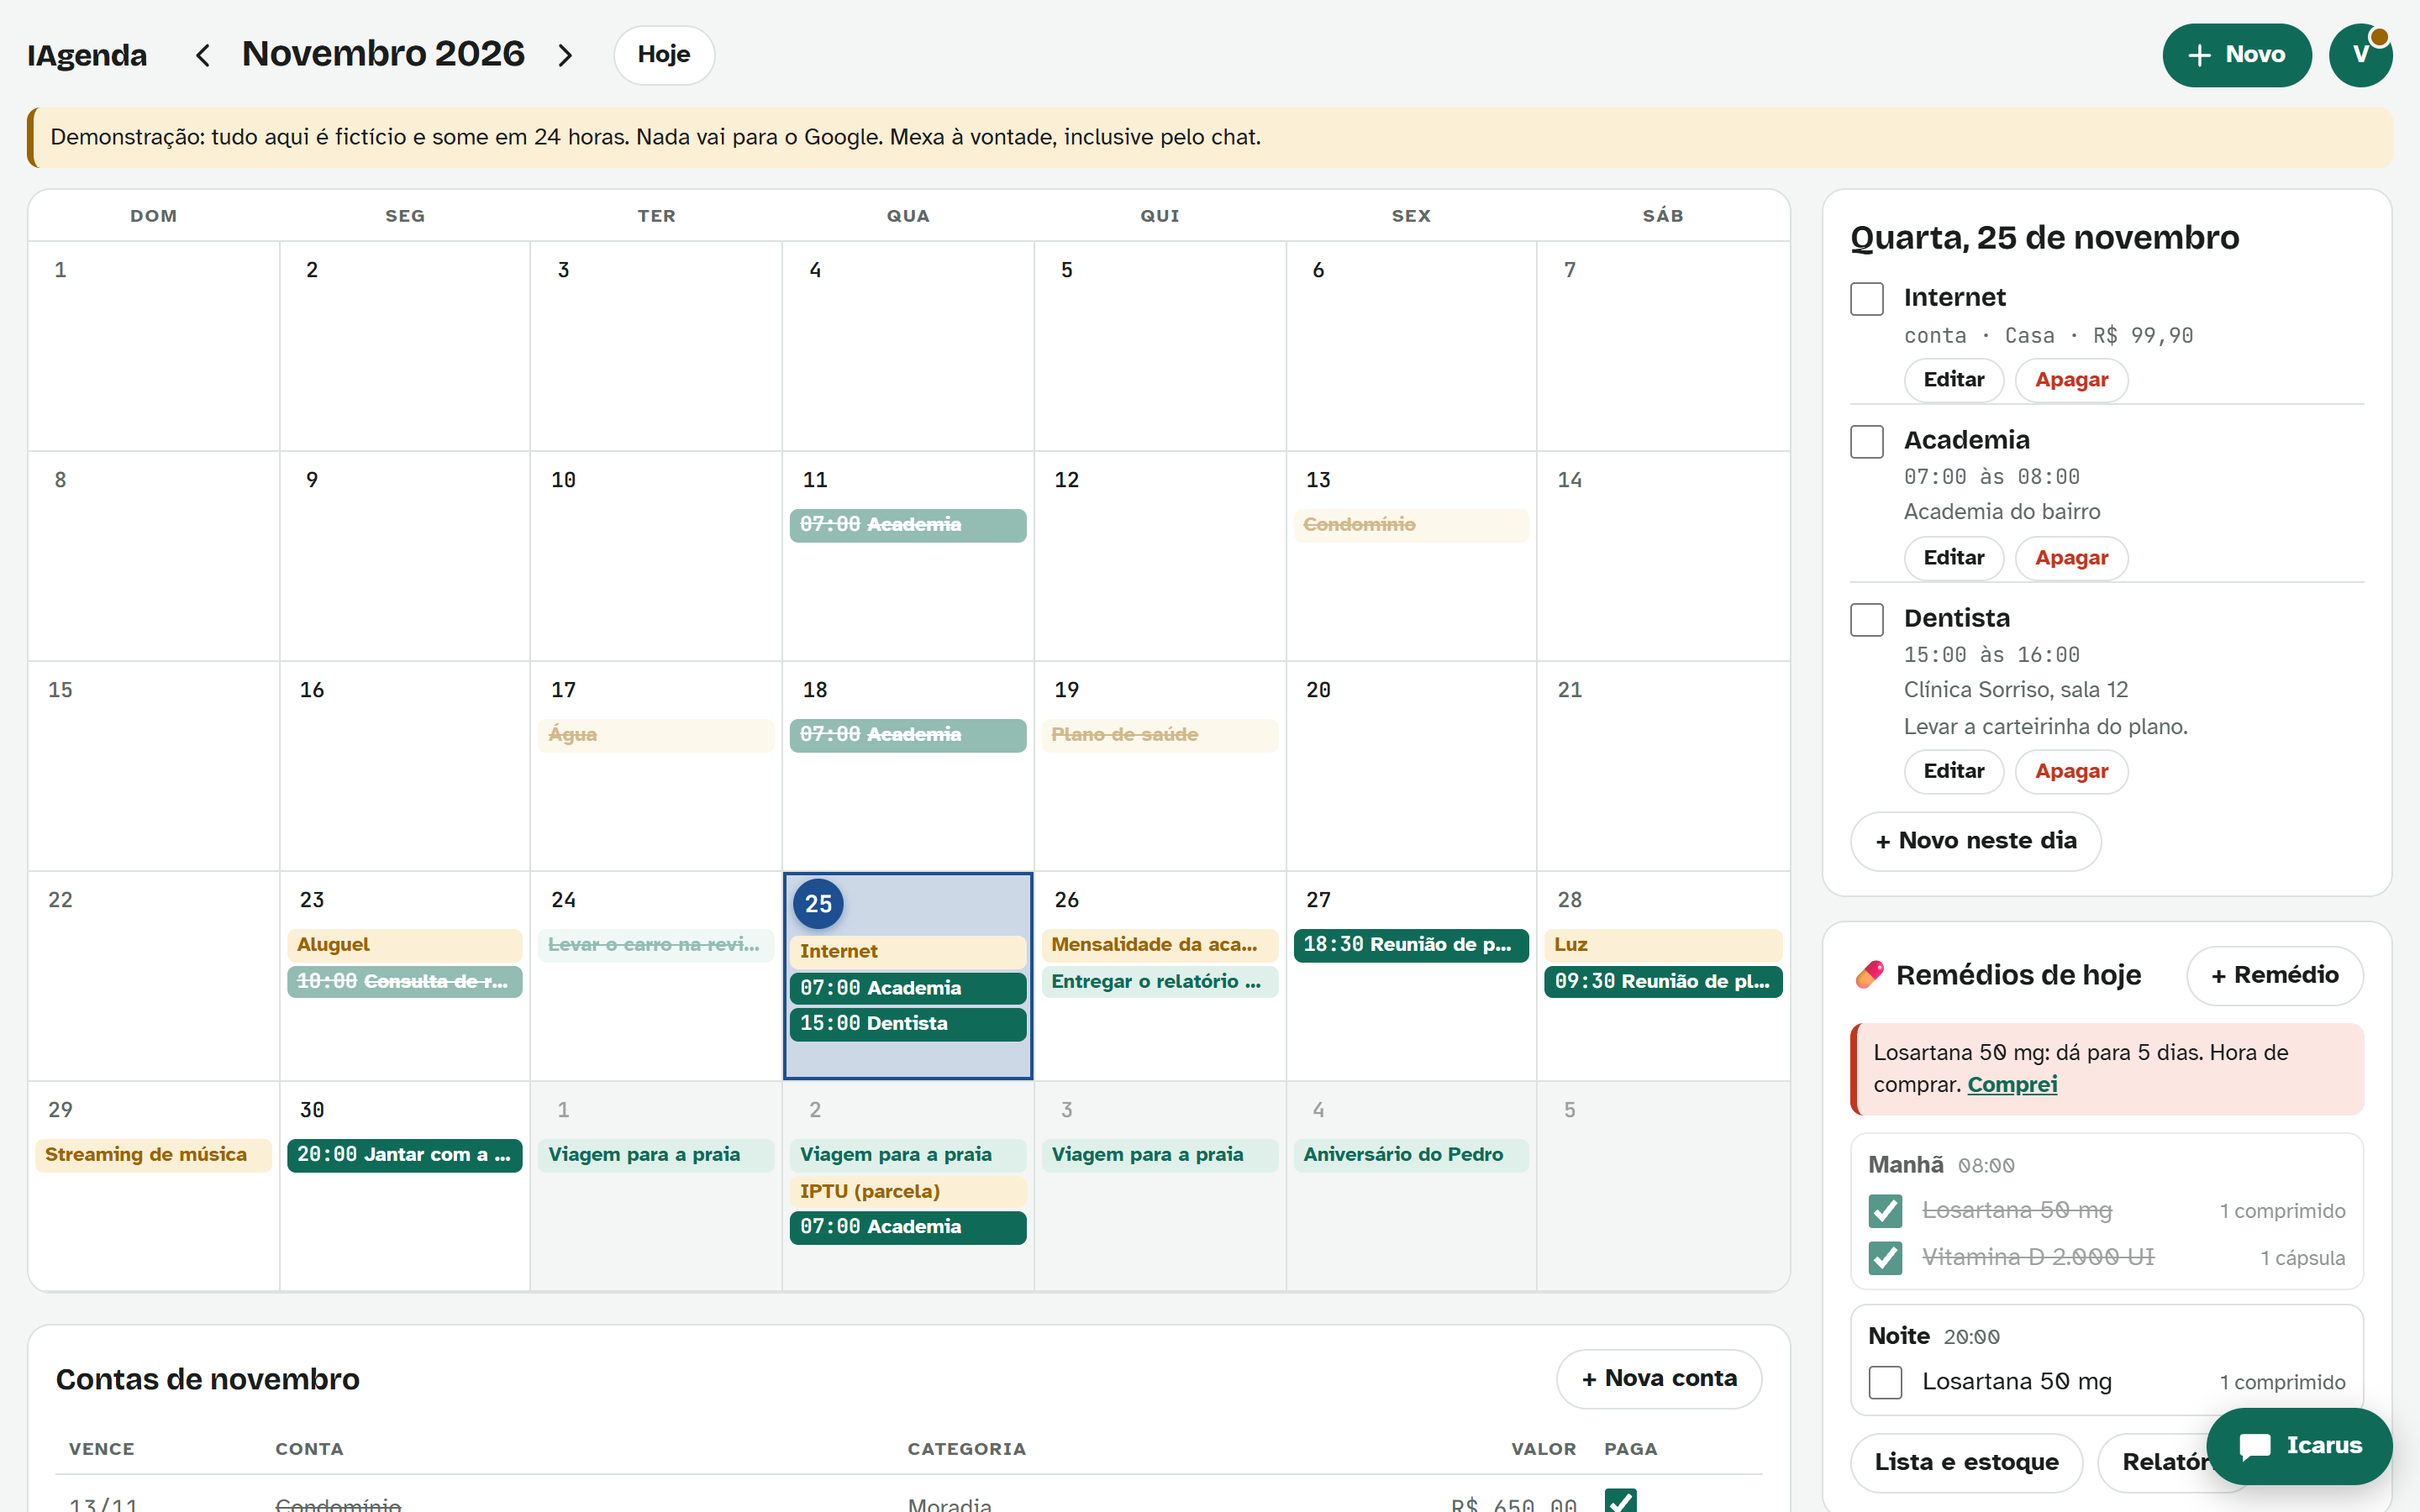 IAgenda
Novembro 2026
Hoje
+ Novo
V
Demonstração: tudo aqui é fictício e some em 24 horas. Nada vai para o Google. Mexa à vontade, inclusive pelo chat.
DOM SEG TER QUA QUI SEX SÁB
1 2 3 4 5 6 7
8 9 10 11 12 13 14
07:00 Academia
Condomínio
15 16 17 18 19 20 21
Água
07:00 Academia
Plano de saúde
22 23 24 25 26 27 28
Aluguel
10:00 Consulta de r...
Levar o carro na revi...
Internet
07:00 Academia
15:00 Dentista
Mensalidade da aca...
Entregar o relatório ...
18:30 Reunião de p...
Luz
09:30 Reunião de pl...
29 30 1 2 3 4 5
Streaming de música
20:00 Jantar com a ...
Viagem para a praia
Viagem para a praia
IPTU (parcela)
07:00 Academia
Viagem para a praia
Aniversário do Pedro
Contas de novembro
+ Nova conta
VENCE CONTA CATEGORIA VALOR PAGA
13/11 Condomínio Moradia R$ 650,00
Quarta, 25 de novembro
Internet
conta · Casa · R$ 99,90
Editar Apagar
Academia
07:00 às 08:00
Academia do bairro
Editar Apagar
Dentista
15:00 às 16:00
Clínica Sorriso, sala 12
Levar a carteirinha do plano.
Editar Apagar
+ Novo neste dia
Remédios de hoje
+ Remédio
Losartana 50 mg: dá para 5 dias. Hora de
comprar. Comprei
Manhã 08:00
Losartana 50 mg 1 comprimido
Vitamina D 2.000 UI 1 cápsula
Noite 20:00
Losartana 50 mg 1 comprimido
Lista e estoque
Icarus